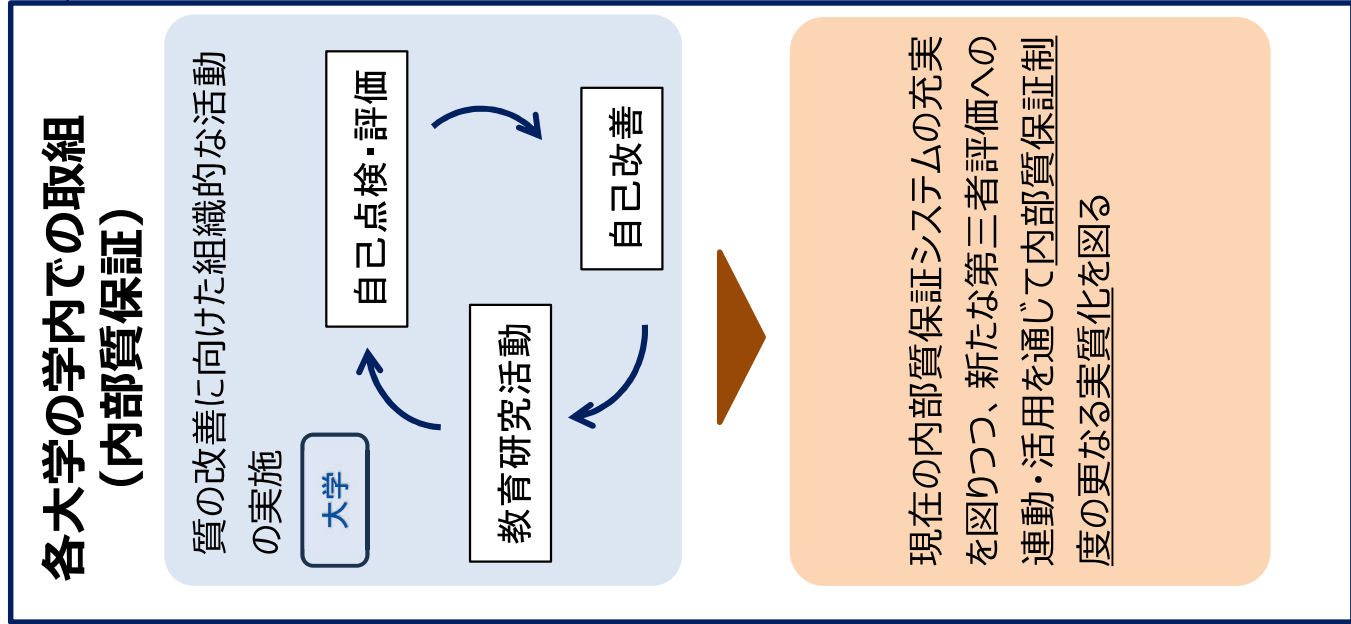 各大学の学内での取組
（内部質保証）
質の改善に向けた組織的な活動
の実施
大学
自己点検・評価
教育研究活動
自己改善
現在の内部質保証システムの充実
を図りつつ、新たな第三者評価への
連動・活用を通じて内部質保証制
度の更なる実質化を図る